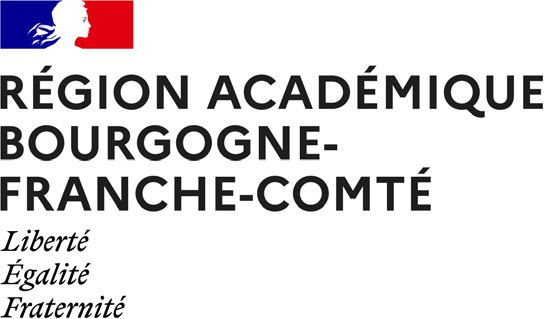 RÉGION ACADÉMIQUE
BOURGOGNE-
FRANCHE-COMTÉ
Liberté
Égalité
Fraternité